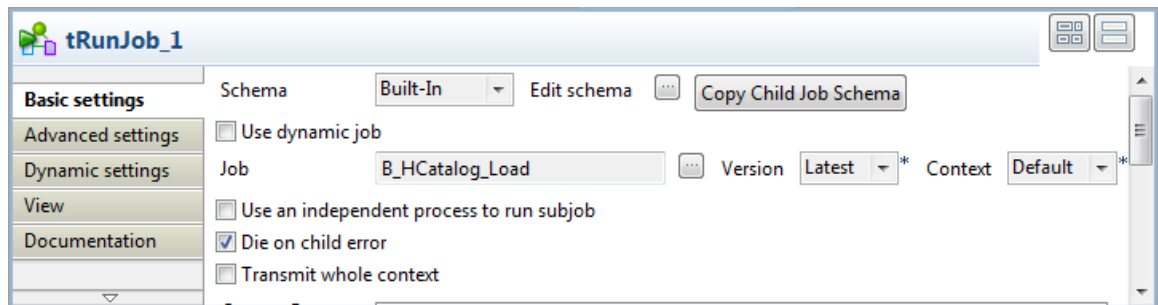 tRunJob_1
Basic settings
Advanced settings
Dynamic settings
View
Documentation
Schema Built-In Edit schema ... Copy Child Job Schema
Use dynamic job
Job B_HCatalog_Load ... Version Latest * Context Default *
Use an independent process to run subjob
Die on child error
Transmit whole context